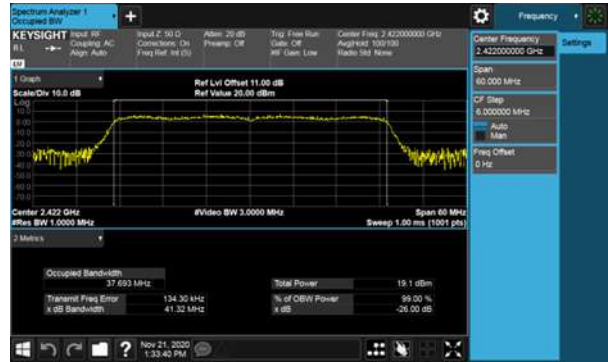 Spectrum Analyzer 1
Occupied BW
Frequency
KEYSIGHT
Input: RF
Coupling: AC
Align: Auto
Input Z: 50 Ω
Corrections: On
Freq Ref: Int (S)
Atten: 20 dB
Preamp: Off
Trig: Free Run
Gate: Off
#IF Gain: Low
Center Freq: 2.422000000 GHz
Avg|Hold: 100/100
Radio Std: None
Center Frequency
2.422000000 GHz
Settings
Span
60.000 MHz
CF Step
6.000000 MHz
Auto
Man
Freq Offset
0 Hz
1 Graph
Scale/Div 10.0 dB
Ref Lvl Offset 11.00 dB
Ref Value 20.00 dBm
Log
Center 2.422 GHz
#Res BW 1.0000 MHz
#Video BW 3.0000 MHz
Span 60 MHz
Sweep 1.00 ms (1001 pts)
2 Metrics
Occupied Bandwidth
37.693 MHz
Total Power
19.1 dBm
Transmit Freq Error
134.30 kHz
% of OBW Power
99.00 %
x dB Bandwidth
41.32 MHz
x dB
-26.00 dB
Nov 21, 2020
1:33:40 PM